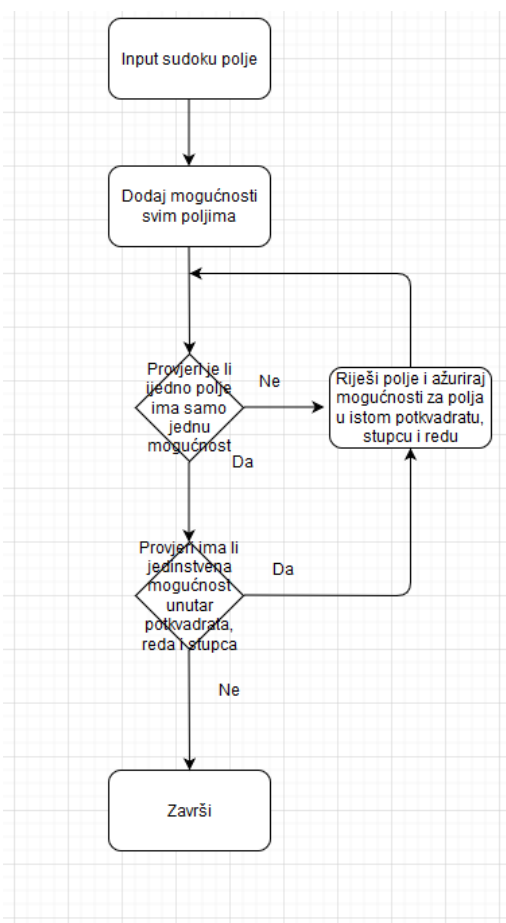 Input sudoku polje
Dodaj mogućnosti
svim poljima
Provjeri je li
ijedno polje
ima samo
jednu
mogućnost
Ne
Riješi polje i ažuriraj
mogućnosti za polja
u istom potkvadratu,
stupcu i redu
Da
Provjeri ima li
jedinstvena
mogućnost
unutar
potkvadrata,
reda i stupca
Da
Ne
Završi